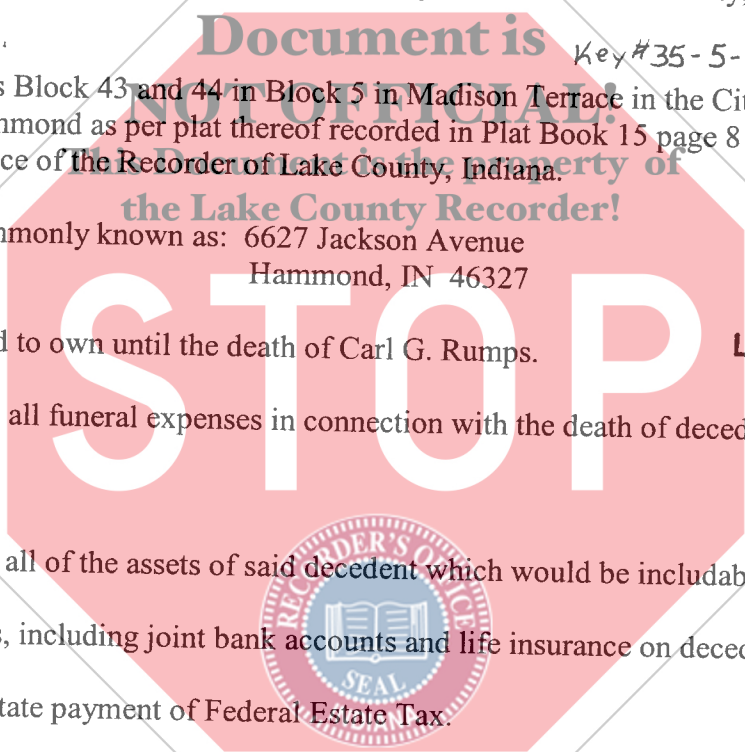 Document is
Key #35-5-
s Block 43 and 44 in Block 5 in Madison Terrace in the Cit
NOT OFFICIAL!
nmond as per plat thereof recorded in Plat Book 15 page 8
ce of the Recorder of Lake County, Indiana.
This Document is the property of
the Lake County Recorder!
mmonly known as: 6627 Jackson Avenue
Hammond, IN 46327
STOP
d to own until the death of Carl G. Rumps.
L
all funeral expenses in connection with the death of deced
RECORDER'S OFFICE
all of the assets of said decedent which would be includab
s, including joint bank accounts and life insurance on deced
SEAL
tate payment of Federal Estate Tax.
INDIANA